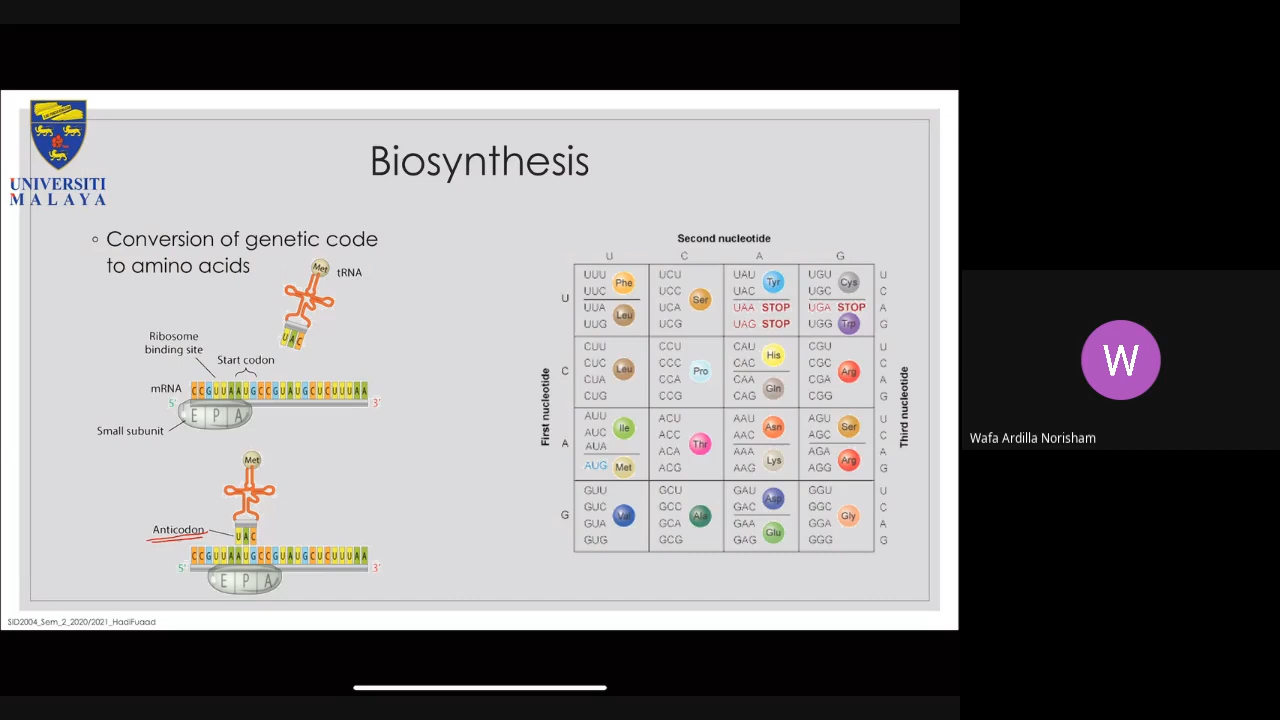 UNIVERSITI
MALAYA
Biosynthesis
Conversion of genetic code
to amino acids
Met
tRNA
UAC
Ribosome
binding site
Start codon
mRNA
CCGUUAAUGCCGUAUGCUCUUUAA
5'
3'
E P A
Small subunit
Met
Anticodon
UAC
CCGUUAAUGCCGUAUGCUCUUUAA
5'
3'
E P A
Second nucleotide
U C A G
First nucleotide
Third nucleotide
U
UUU UCU UAU UGU U
Phe Tyr Cys
UUC UCC UAC UGC C
Ser
UUA UCA UAA STOP UGA STOP A
Leu
UUG UCG UAG STOP UGG Trp G
C
CUU CCU CAU CGU U
His
CUC CCC CAC CGC C
Leu Pro Arg
CUA CCA CAA CGA A
Gln
CUG CCG CAG CGG G
A
AUU ACU AAU AGU U
Ile Asn Ser
AUC ACC AAC AGC C
Thr
AUA ACA AAA AGA A
Lys Arg
AUG Met ACG AAG AGG G
G
GUU GCU GAU GGU U
Asp
GUC GCC GAC GGC C
Val Ala Gly
GUA GCA GAA GGA A
Glu
GUG GCG GAG GGG G
SID2004_Sem_2_2020/2021_HadiFuaad
W
Wafa Ardilla Norisham